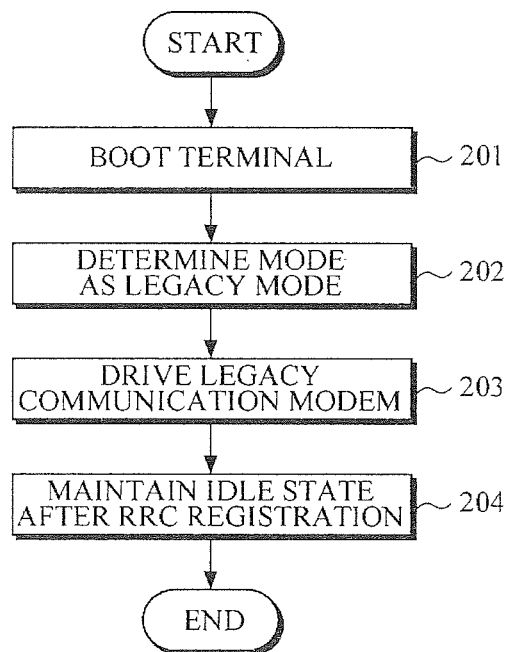 START
BOOT TERMINAL
201
DETERMINE MODE
AS LEGACY MODE
202
DRIVE LEGACY
COMMUNICATION MODEM
203
MAINTAIN IDLE STATE
AFTER RRC REGISTRATION
204
END